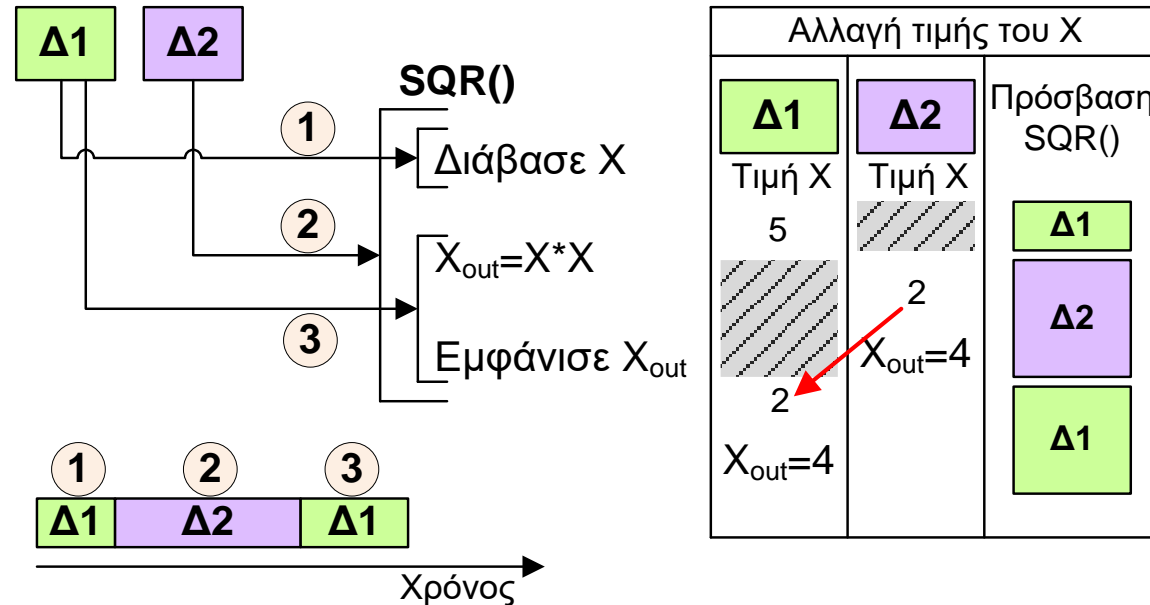 Δ1
Δ2
SQR()
1
Διάβασε X
2
Xout=X*X
3
Εμφάνισε Xout
1
2
3
Δ1
Δ2
Δ1
Χρόνος
Αλλαγή τιμής του X
Δ1
Δ2
Πρόσβαση
SQR()
Τιμή X
Τιμή X
5
Δ1
2
Δ2
Xout=4
2
Δ1
Xout=4